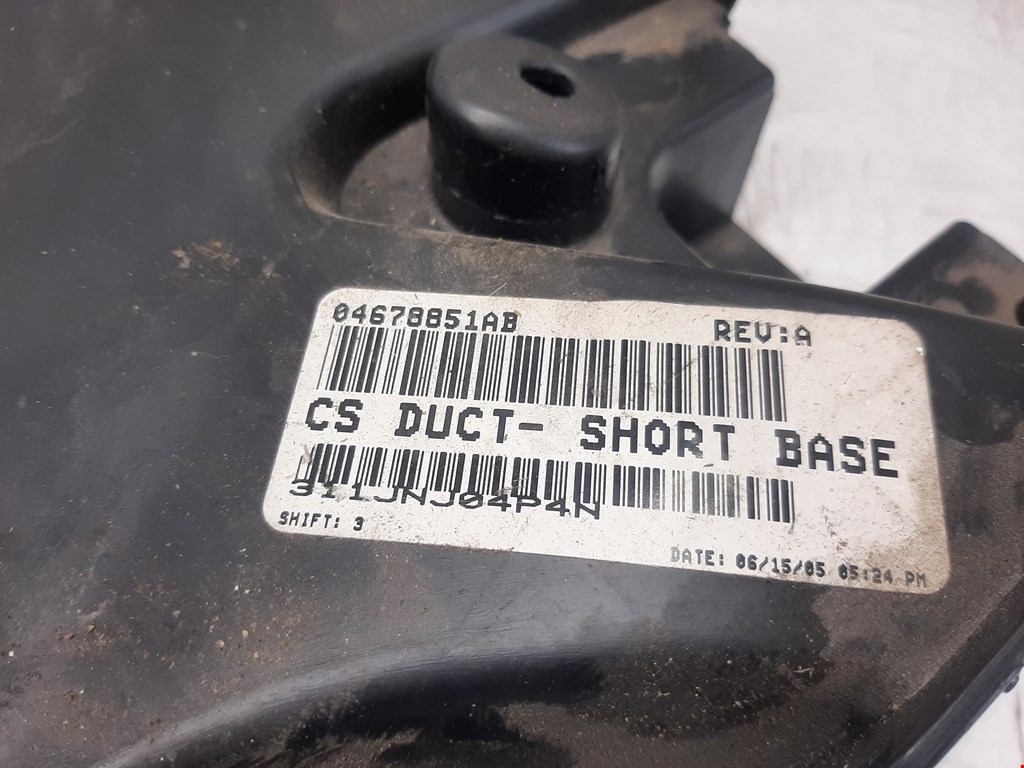 04678851AB REV:A
CS DUCT- SHORT BASE
311JNJ04P4N
SHIFT: 3
DATE: 06/15/05 05:24 PM